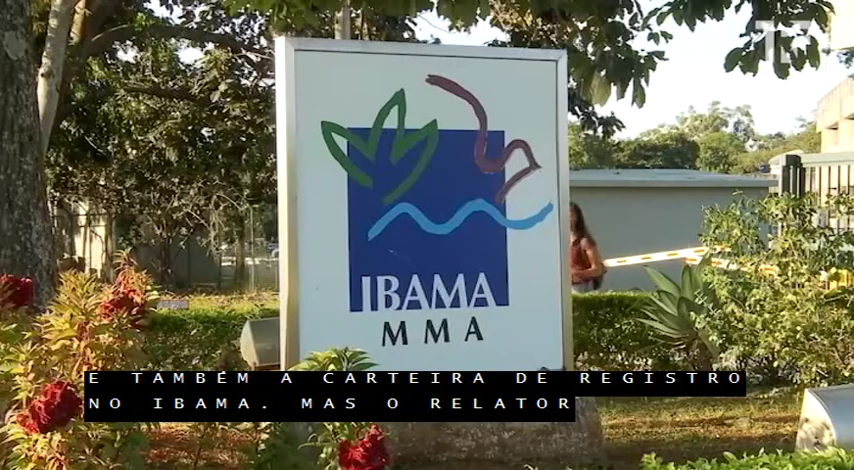 IBAMA
MMA
E TAMBÉM A CARTEIRA DE REGISTRO
NO IBAMA. MAS O RELATOR